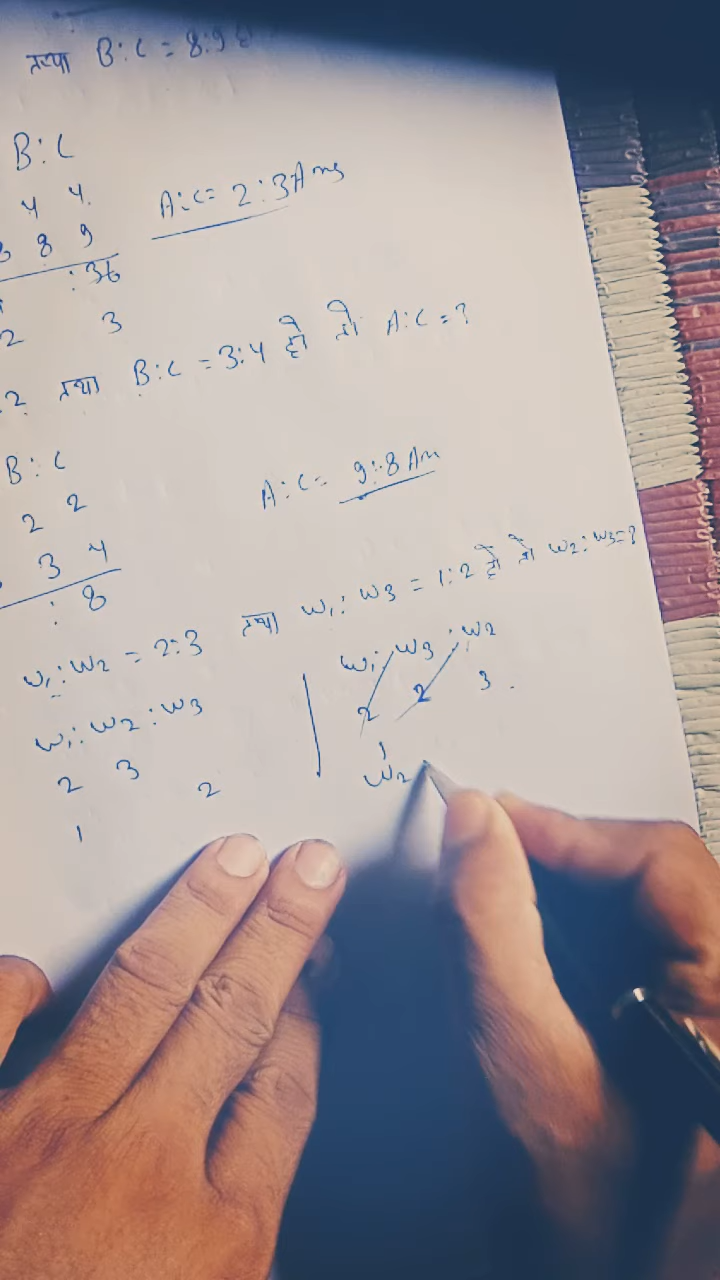 तथा B:C = 8:9
B:C
4 4
8 9
A:C= 2:3 Ans
:36
2 3
:2 तथा B:C = 3:4 हो तो A:C = ?
B:C
2 2
3 4
: 8
A:C= 9:8 Am
W1:W2 = 2:3 तथा W1:W3 = 1:2 हो तो W2:W3=?
W1:W2:W3
2 3
1 2
W1:W3:W2
2 2 3
1
W2